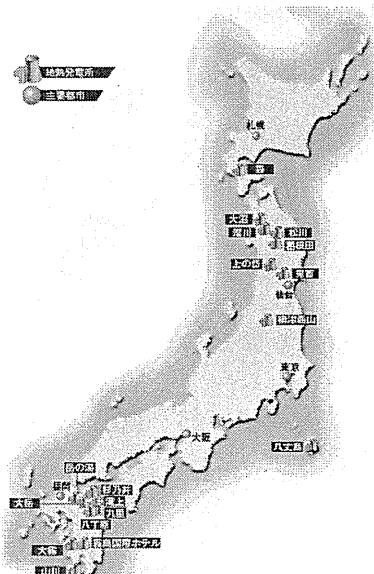 地熱発電所
主要都市
札幌
森
大沼
澄川
松川
葛根田
上の岱
鬼首
仙台
柳津西山
東京
大阪
八丈島
岳の湯
福岡
杉乃井
大岳
滝上
九重
八丁原
大霧
霧島国際ホテル
山川